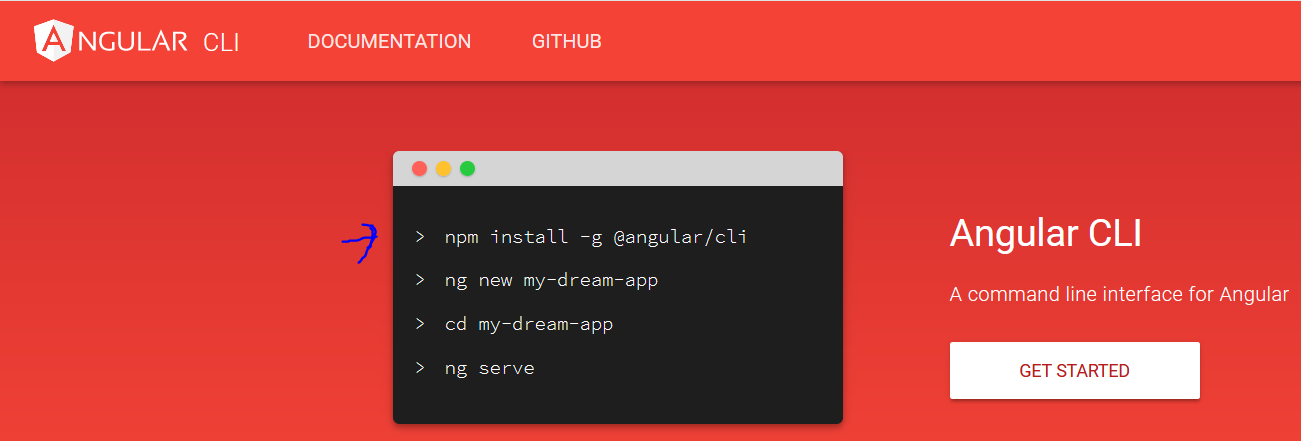 ANGULAR CLI DOCUMENTATION GITHUB
> npm install -g @angular/cli
> ng new my-dream-app
> cd my-dream-app
> ng serve
Angular CLI
A command line interface for Angular
GET STARTED